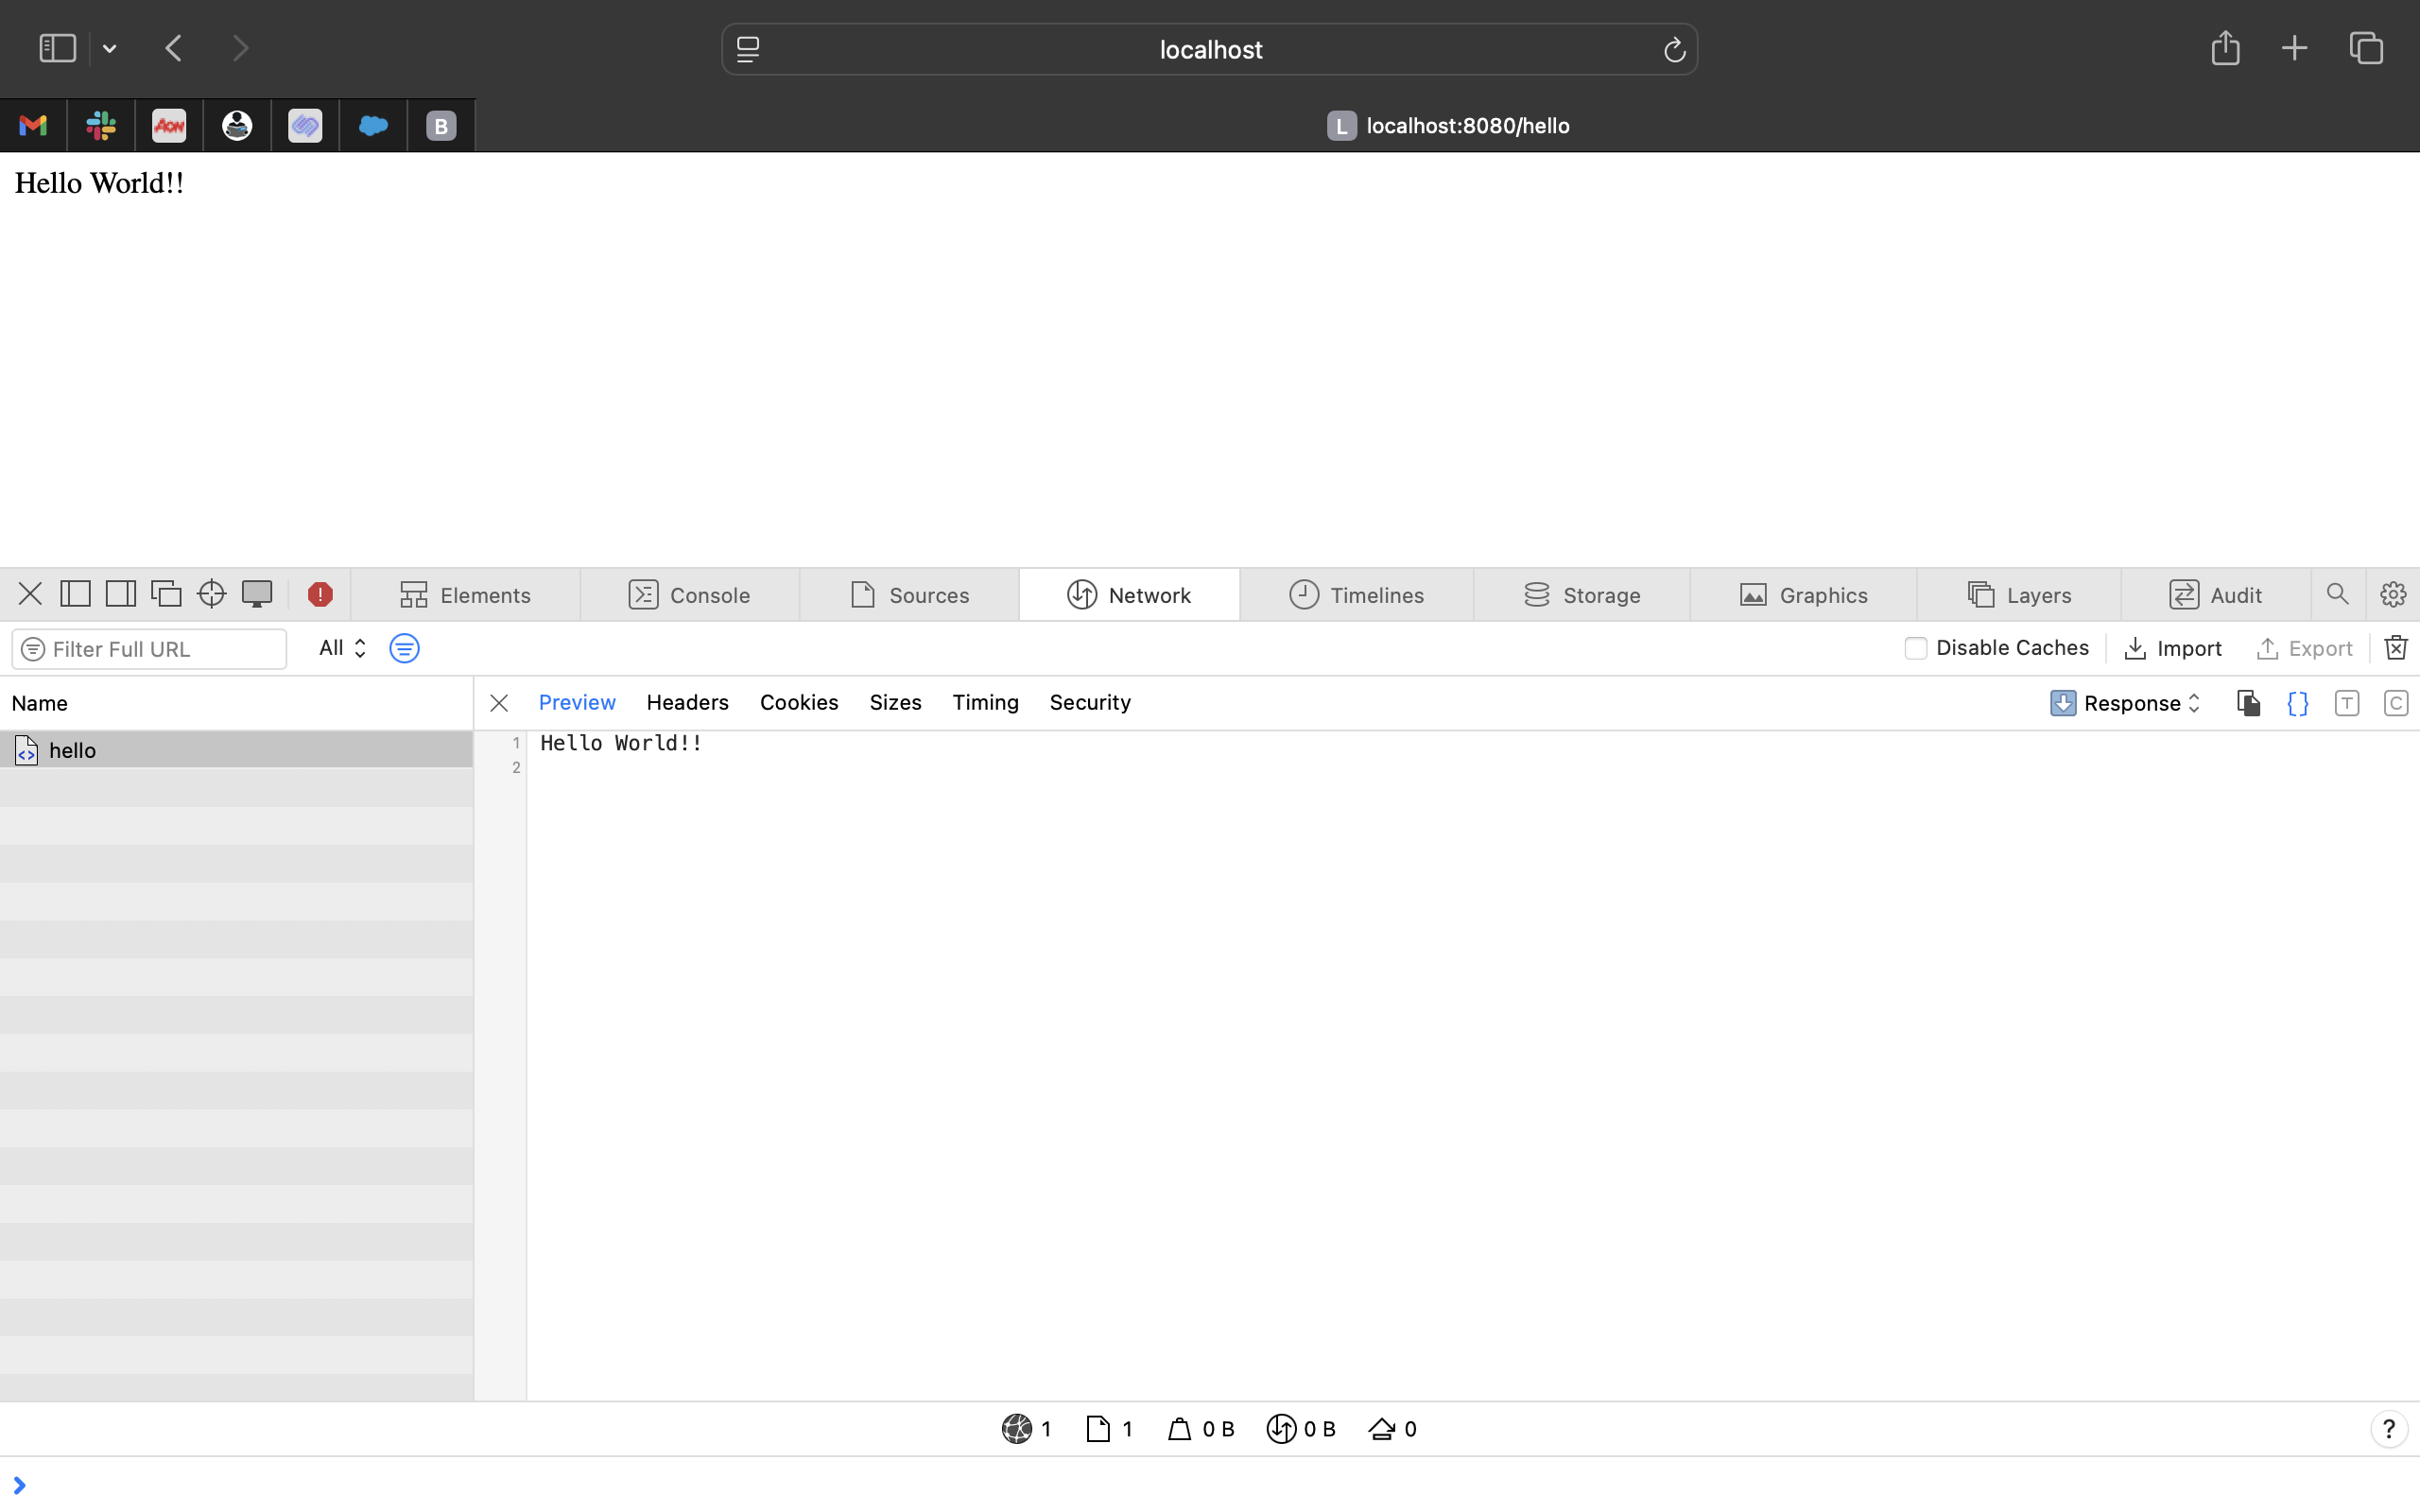 localhost
AON
B
L localhost:8080/hello
Hello World!!
Elements Console Sources Network Timelines Storage Graphics Layers Audit
Filter Full URL All Disable Caches Import Export
Name Preview Headers Cookies Sizes Timing Security Response {} T C
hello
1 Hello World!!
2
1 1 0 B 0 B 0 ?